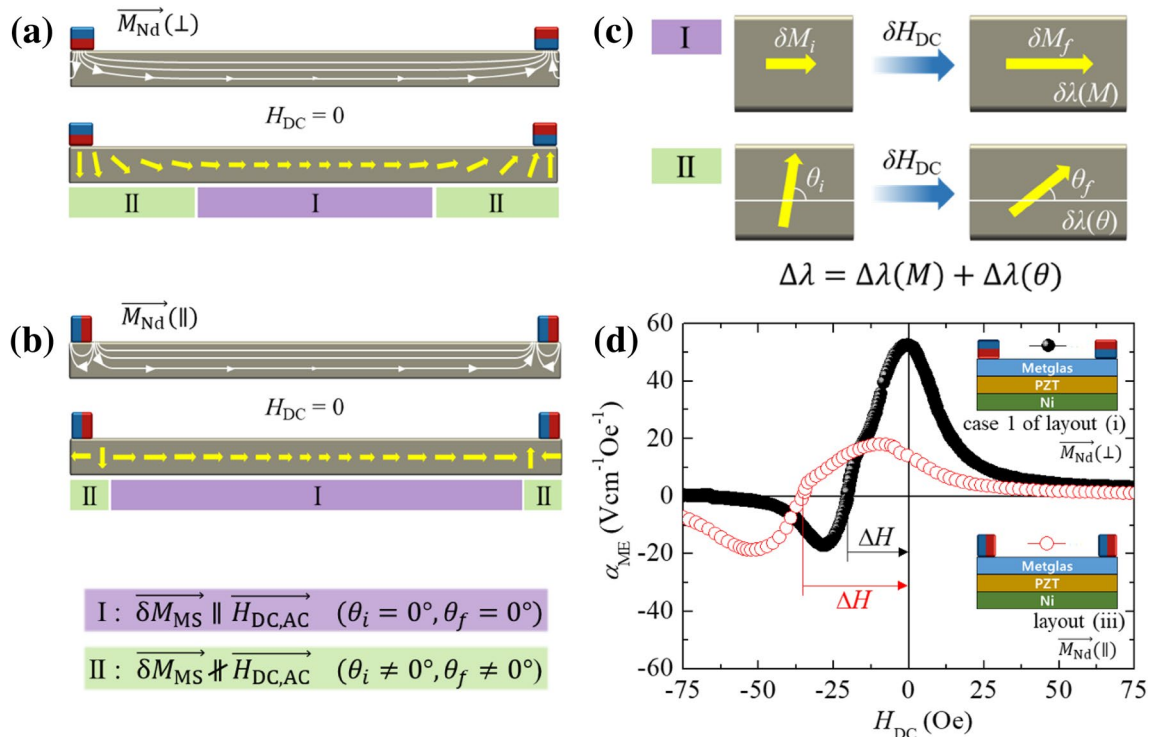 (a)
M_Nd(⊥)
H_DC = 0
II
I
II
(b)
M_Nd(∥)
H_DC = 0
II
I
II
I : δM_MS ∥ H_DC,AC (θ_i = 0°, θ_f = 0°)
II : δM_MS ∦ H_DC,AC (θ_i ≠ 0°, θ_f ≠ 0°)
(c)
I
δM_i
δH_DC
δM_f
δλ(M)
II
θ_i
δH_DC
θ_f
δλ(θ)
Δλ = Δλ(M) + Δλ(θ)
(d)
60
40
20
0
-20
-40
-60
α_ME (Vcm⁻¹Oe⁻¹)
Metglas
PZT
Ni
case 1 of layout (i)
M_Nd(⊥)
ΔH
ΔH
Metglas
PZT
Ni
layout (iii)
M_Nd(∥)
-75 -50 -25 0 25 50 75
H_DC (Oe)